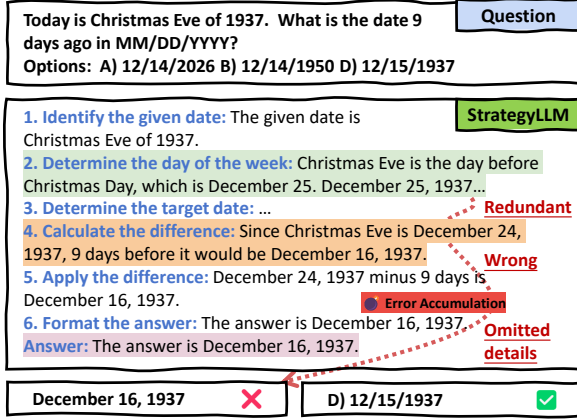 Today is Christmas Eve of 1937. What is the date 9
days ago in MM/DD/YYYY?
Options: A) 12/14/2026 B) 12/14/1950 D) 12/15/1937
Question
StrategyLLM
1. Identify the given date: The given date is
Christmas Eve of 1937.
2. Determine the day of the week: Christmas Eve is the day before
Christmas Day, which is December 25. December 25, 1937...
3. Determine the target date: ...
Redundant
4. Calculate the difference: Since Christmas Eve is December 24,
1937, 9 days before it would be December 16, 1937.
Wrong
5. Apply the difference: December 24, 1937 minus 9 days is
December 16, 1937.
Error Accumulation
6. Format the answer: The answer is December 16, 1937.
Answer: The answer is December 16, 1937.
Omitted
details
December 16, 1937
D) 12/15/1937